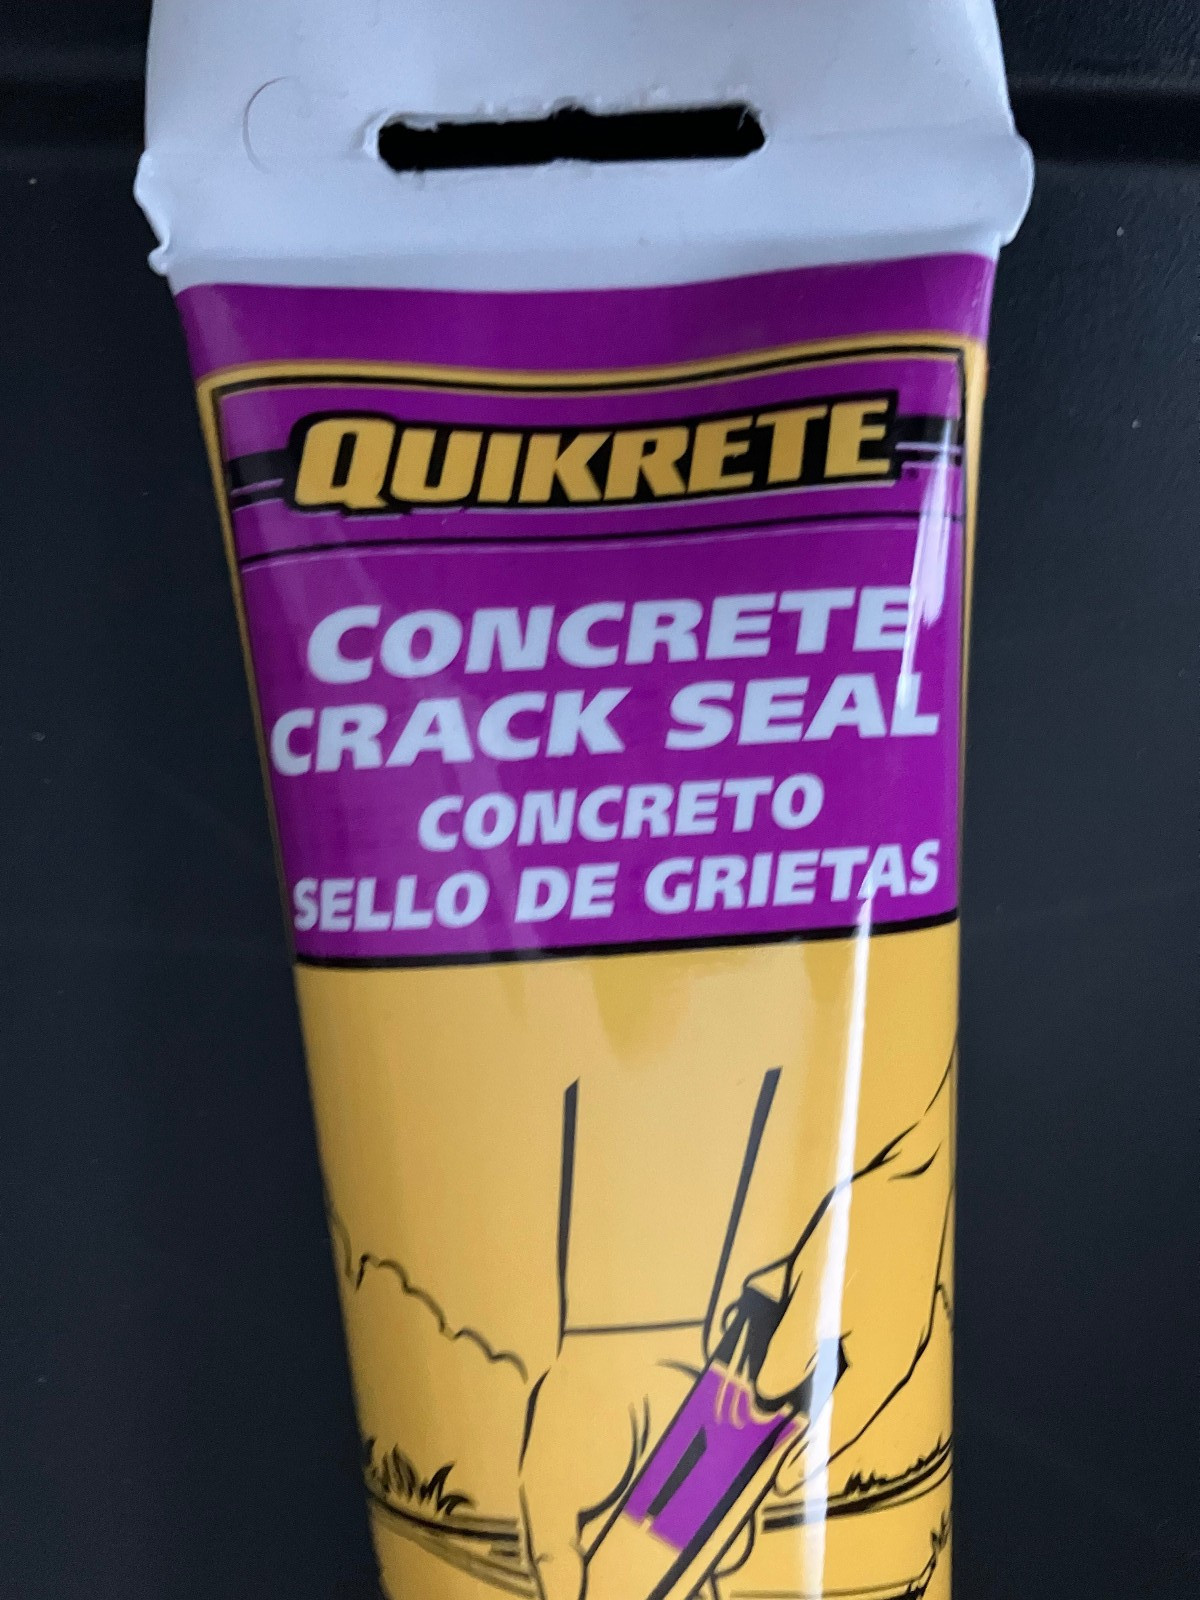 QUIKRETE
CONCRETE
CRACK SEAL
CONCRETO
SELLO DE GRIETAS